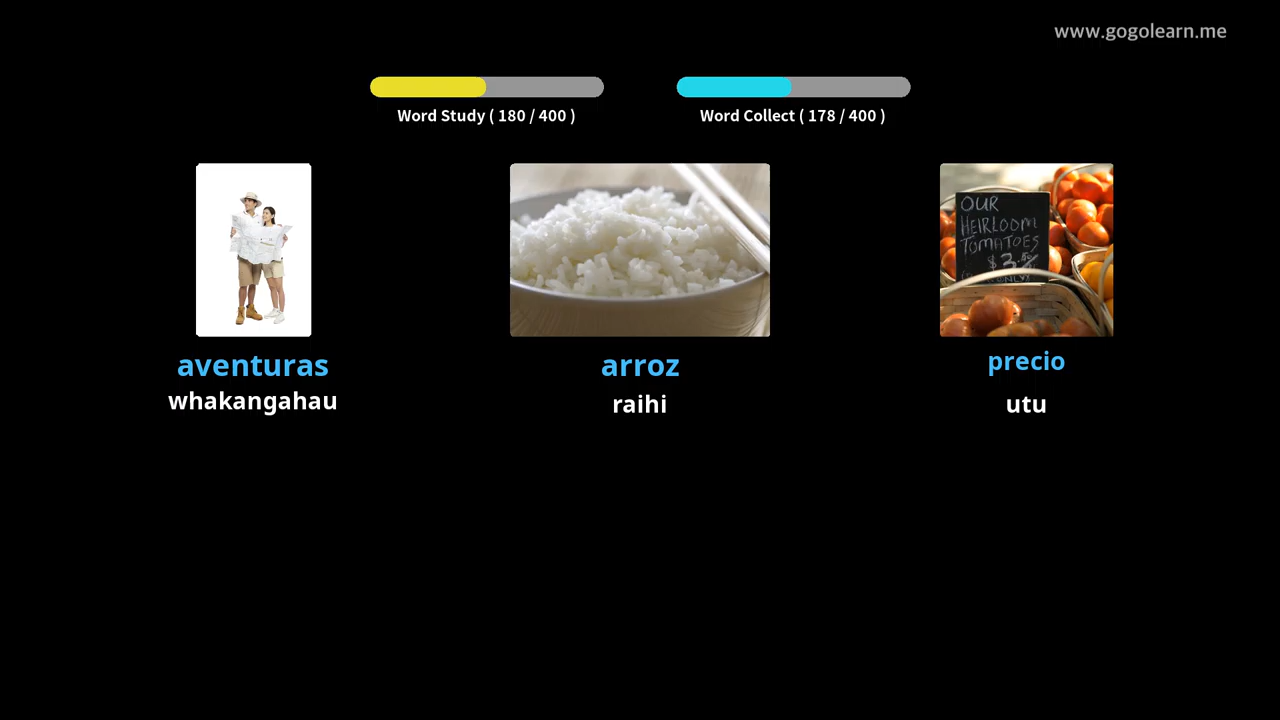 www.gogolearn.me
Word Study ( 180 / 400 )
Word Collect ( 178 / 400 )
OUR
HEIRLOOM
TOMATOES
aventuras
arroz
precio
whakangahau
raihi
utu